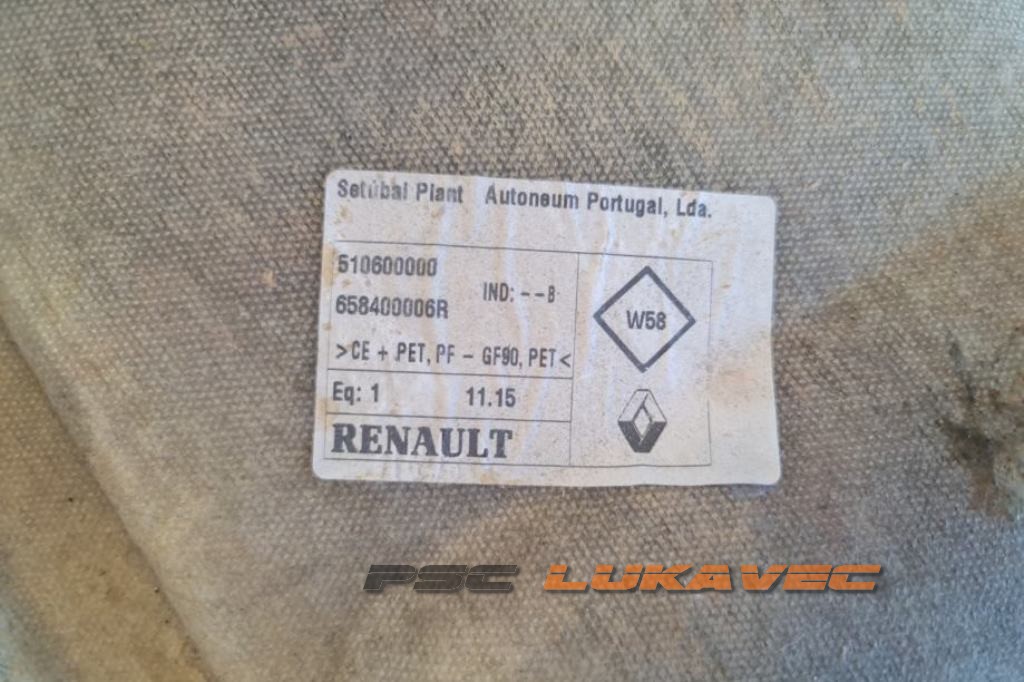 Setúbal Plant Autoneum Portugal, Lda.
510600000
IND: --B
658400006R
W58
>CE + PET, PF - GF90, PET<
Eq: 1 11.15
RENAULT
PSC LUKAVEC